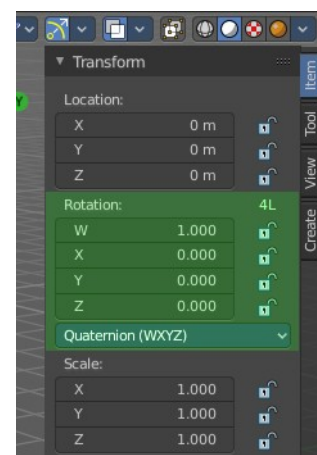 Transform
Location:
X 0 m
Y 0 m
Z 0 m
Rotation: 4L
W 1.000
X 0.000
Y 0.000
Z 0.000
Quaternion (WXYZ)
Scale:
X 1.000
Y 1.000
Z 1.000
Item
Tool
View
Create
Y